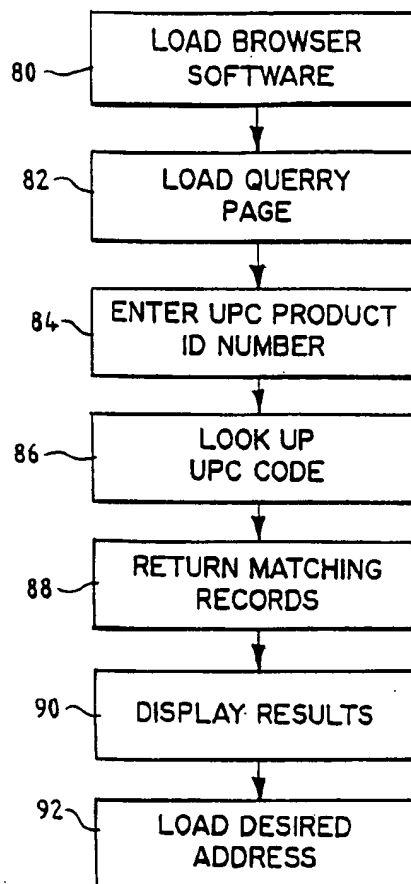 80
LOAD BROWSER
SOFTWARE
82
LOAD QUERRY
PAGE
84
ENTER UPC PRODUCT
ID NUMBER
86
LOOK UP
UPC CODE
88
RETURN MATCHING
RECORDS
90
DISPLAY RESULTS
92
LOAD DESIRED
ADDRESS